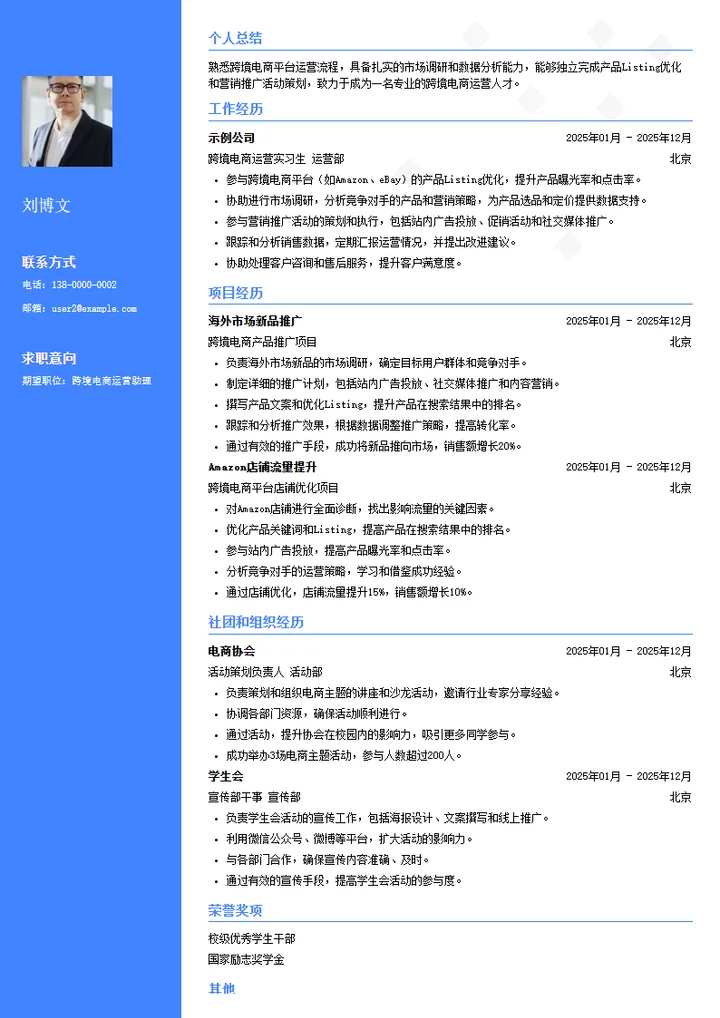 刘博文
联系方式
电话：138-0000-0002
邮箱：user2@example.com
求职意向
期望职位：跨境电商运营助理
个人总结
熟悉跨境电商平台运营流程，具备扎实的市场调研和数据分析能力，能够独立完成产品Listing优化
和营销推广活动策划，致力于成为一名专业的跨境电商运营人才。
工作经历
示创公司 2025年01月 - 2025年12月
跨境电商运营实习生 运营部 北京
• 参与跨境电商平台（如Amazon、eBay）的产品Listing优化，提升产品曝光率和点击率。
• 协助进行市场调研，分析竞争对手的产品和营销策略，为产品选品和定价提供数据支持。
• 参与营销推广活动的策划和执行，包括站内广告投放、促销活动和社交媒体推广。
• 跟踪和分析销售数据，定期汇报运营情况，并提出改进建议。
• 协助处理客户咨询和售后服务，提升客户满意度。
项目经历
海外市场新品推广 2025年01月 - 2025年12月
跨境电商产品推广项目 北京
• 负责海外市场新品的市场调研，确定目标用户群体和竞争对手。
• 制定详细的推广计划，包括站内广告投放、社交媒体推广和内容营销。
• 撰写产品文案和优化Listing，提升产品在搜索结果中的排名。
• 跟踪和分析推广效果，根据数据调整推广策略，提高转化率。
• 通过有效的推广手段，成功将新品推向市场，销售额增长20%。
Amazon店铺流量提升 2025年01月 - 2025年12月
跨境电商平台店铺优化项目 北京
• 对Amazon店铺进行全面诊断，找出影响流量的关键因素。
• 优化产品关键词和Listing，提高产品在搜索结果中的排名。
• 参与站内广告投放，提高产品曝光率和点击率。
• 分析竞争对手的运营策略，学习和借鉴成功经验。
• 通过店铺优化，店铺流量提升15%，销售额增长10%。
社团和组织经历
电商协会 2025年01月 - 2025年12月
活动策划负责人 活动部 北京
• 负责策划和组织电商主题的讲座和沙龙活动，邀请行业专家分享经验。
• 协调各部门资源，确保活动顺利进行。
• 通过活动，提升协会在校园内的影响力，吸引更多同学参与。
• 成功举办3场电商主题活动，参与人数超过200人。
学生会 2025年01月 - 2025年12月
宣传部干事 宣传部 北京
• 负责学生会活动的宣传工作，包括海报设计、文案撰写和线上推广。
• 利用微信公众号、微博等平台，扩大活动的影响力。
• 与各部门合作，确保宣传内容准确、及时。
• 通过有效的宣传手段，提高学生会活动的参与度。
荣誉奖项
校级优秀学生干部
国家励志奖学金
其他